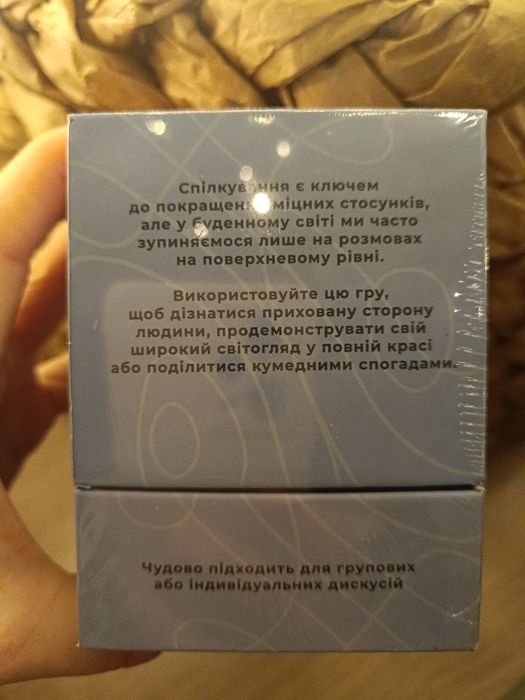 Спілкування є ключем
до покращення міцних стосунків,
але у буденному світі ми часто
зупиняємося лише на розмовах
на поверхневому рівні.
Використовуйте цю гру,
щоб дізнатися приховану сторону
людини, продемонструвати свій
широкий світогляд у повній красі
або поділитися кумедними спогадами.
Чудово підходить для групових
або індивідуальних дискусій